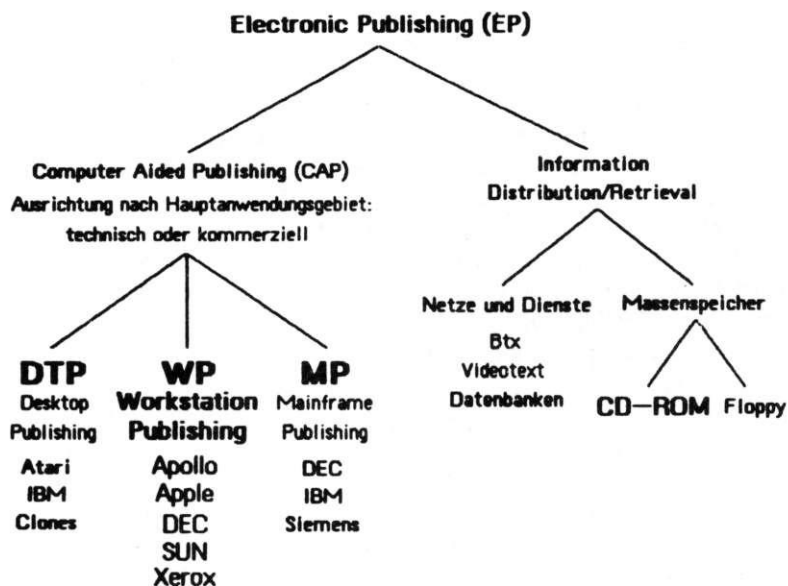 Electronic Publishing (EP)
Computer Aided Publishing (CAP)
Ausrichtung nach Hauptanwendungsgebiet:
technisch oder kommerziell
Information
Distribution/Retrieval
DTP
Desktop
Publishing
Atari
IBM
Clones
WP
Workstation
Publishing
Apollo
Apple
DEC
SUN
Xerox
MP
Mainframe
Publishing
DEC
IBM
Siemens
Netze und Dienste
Btx
Videotext
Datenbanken
Massenspeicher
CD-ROM
Floppy